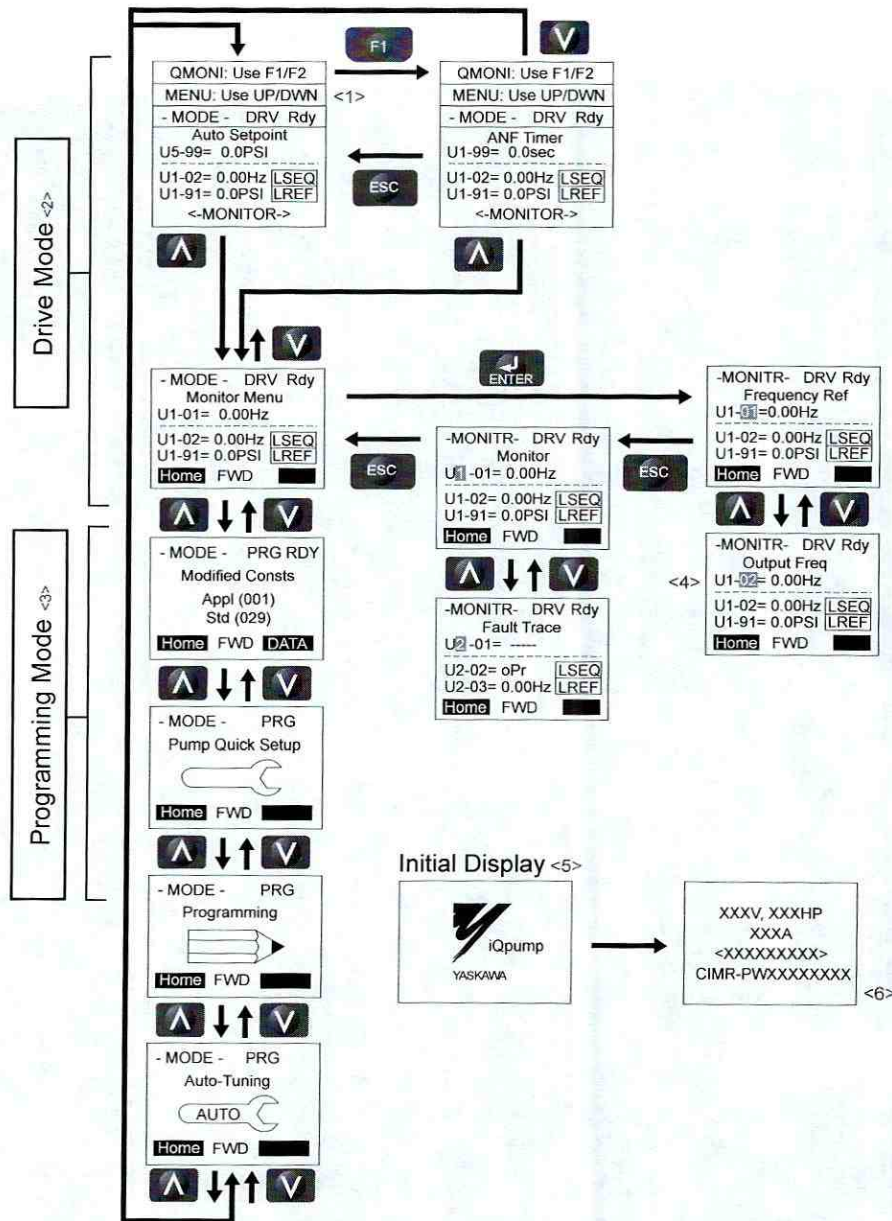 F1
V
QMONI: Use F1/F2
MENU: Use UP/DWN
- MODE - DRV Rdy
Auto Setpoint
U5-99= 0.0PSI
U1-02= 0.00Hz LSEQ
U1-91= 0.0PSI LREF
<-MONITOR->
<1>
QMONI: Use F1/F2
MENU: Use UP/DWN
- MODE - DRV Rdy
ANF Timer
U1-99= 0.0sec
U1-02= 0.00Hz LSEQ
U1-91= 0.0PSI LREF
<-MONITOR->
ESC
Λ
Λ
Drive Mode <2>
V
- MODE - DRV Rdy
Monitor Menu
U1-01= 0.00Hz
U1-02= 0.00Hz LSEQ
U1-91= 0.0PSI LREF
Home FWD
ENTER
ESC
-MONITR- DRV Rdy
Monitor
U1 -01= 0.00Hz
U1-02= 0.00Hz LSEQ
U1-91= 0.0PSI LREF
Home FWD
ESC
-MONITR- DRV Rdy
Frequency Ref
U1-01=0.00Hz
U1-02= 0.00Hz LSEQ
U1-91= 0.0PSI LREF
Home FWD
Λ V
Λ V
Λ V
Programming Mode <3>
- MODE - PRG RDY
Modified Consts
Appl (001)
Std (029)
Home FWD DATA
-MONITR- DRV Rdy
Fault Trace
U2 -01= -----
U2-02= oPr LSEQ
U2-03= 0.00Hz LREF
Home FWD
<4>
-MONITR- DRV Rdy
Output Freq
U1-02= 0.00Hz
U1-02= 0.00Hz LSEQ
U1-91= 0.0PSI LREF
Home FWD
Λ V
- MODE - PRG
Pump Quick Setup
Home FWD
Λ V
- MODE - PRG
Programming
Home FWD
Λ V
- MODE - PRG
Auto-Tuning
AUTO
Home FWD
Λ V
Initial Display <5>
iQpump
YASKAWA
XXXV, XXXHP
XXXA
<XXXXXXXXX>
CIMR-PWXXXXXXXX
<6>